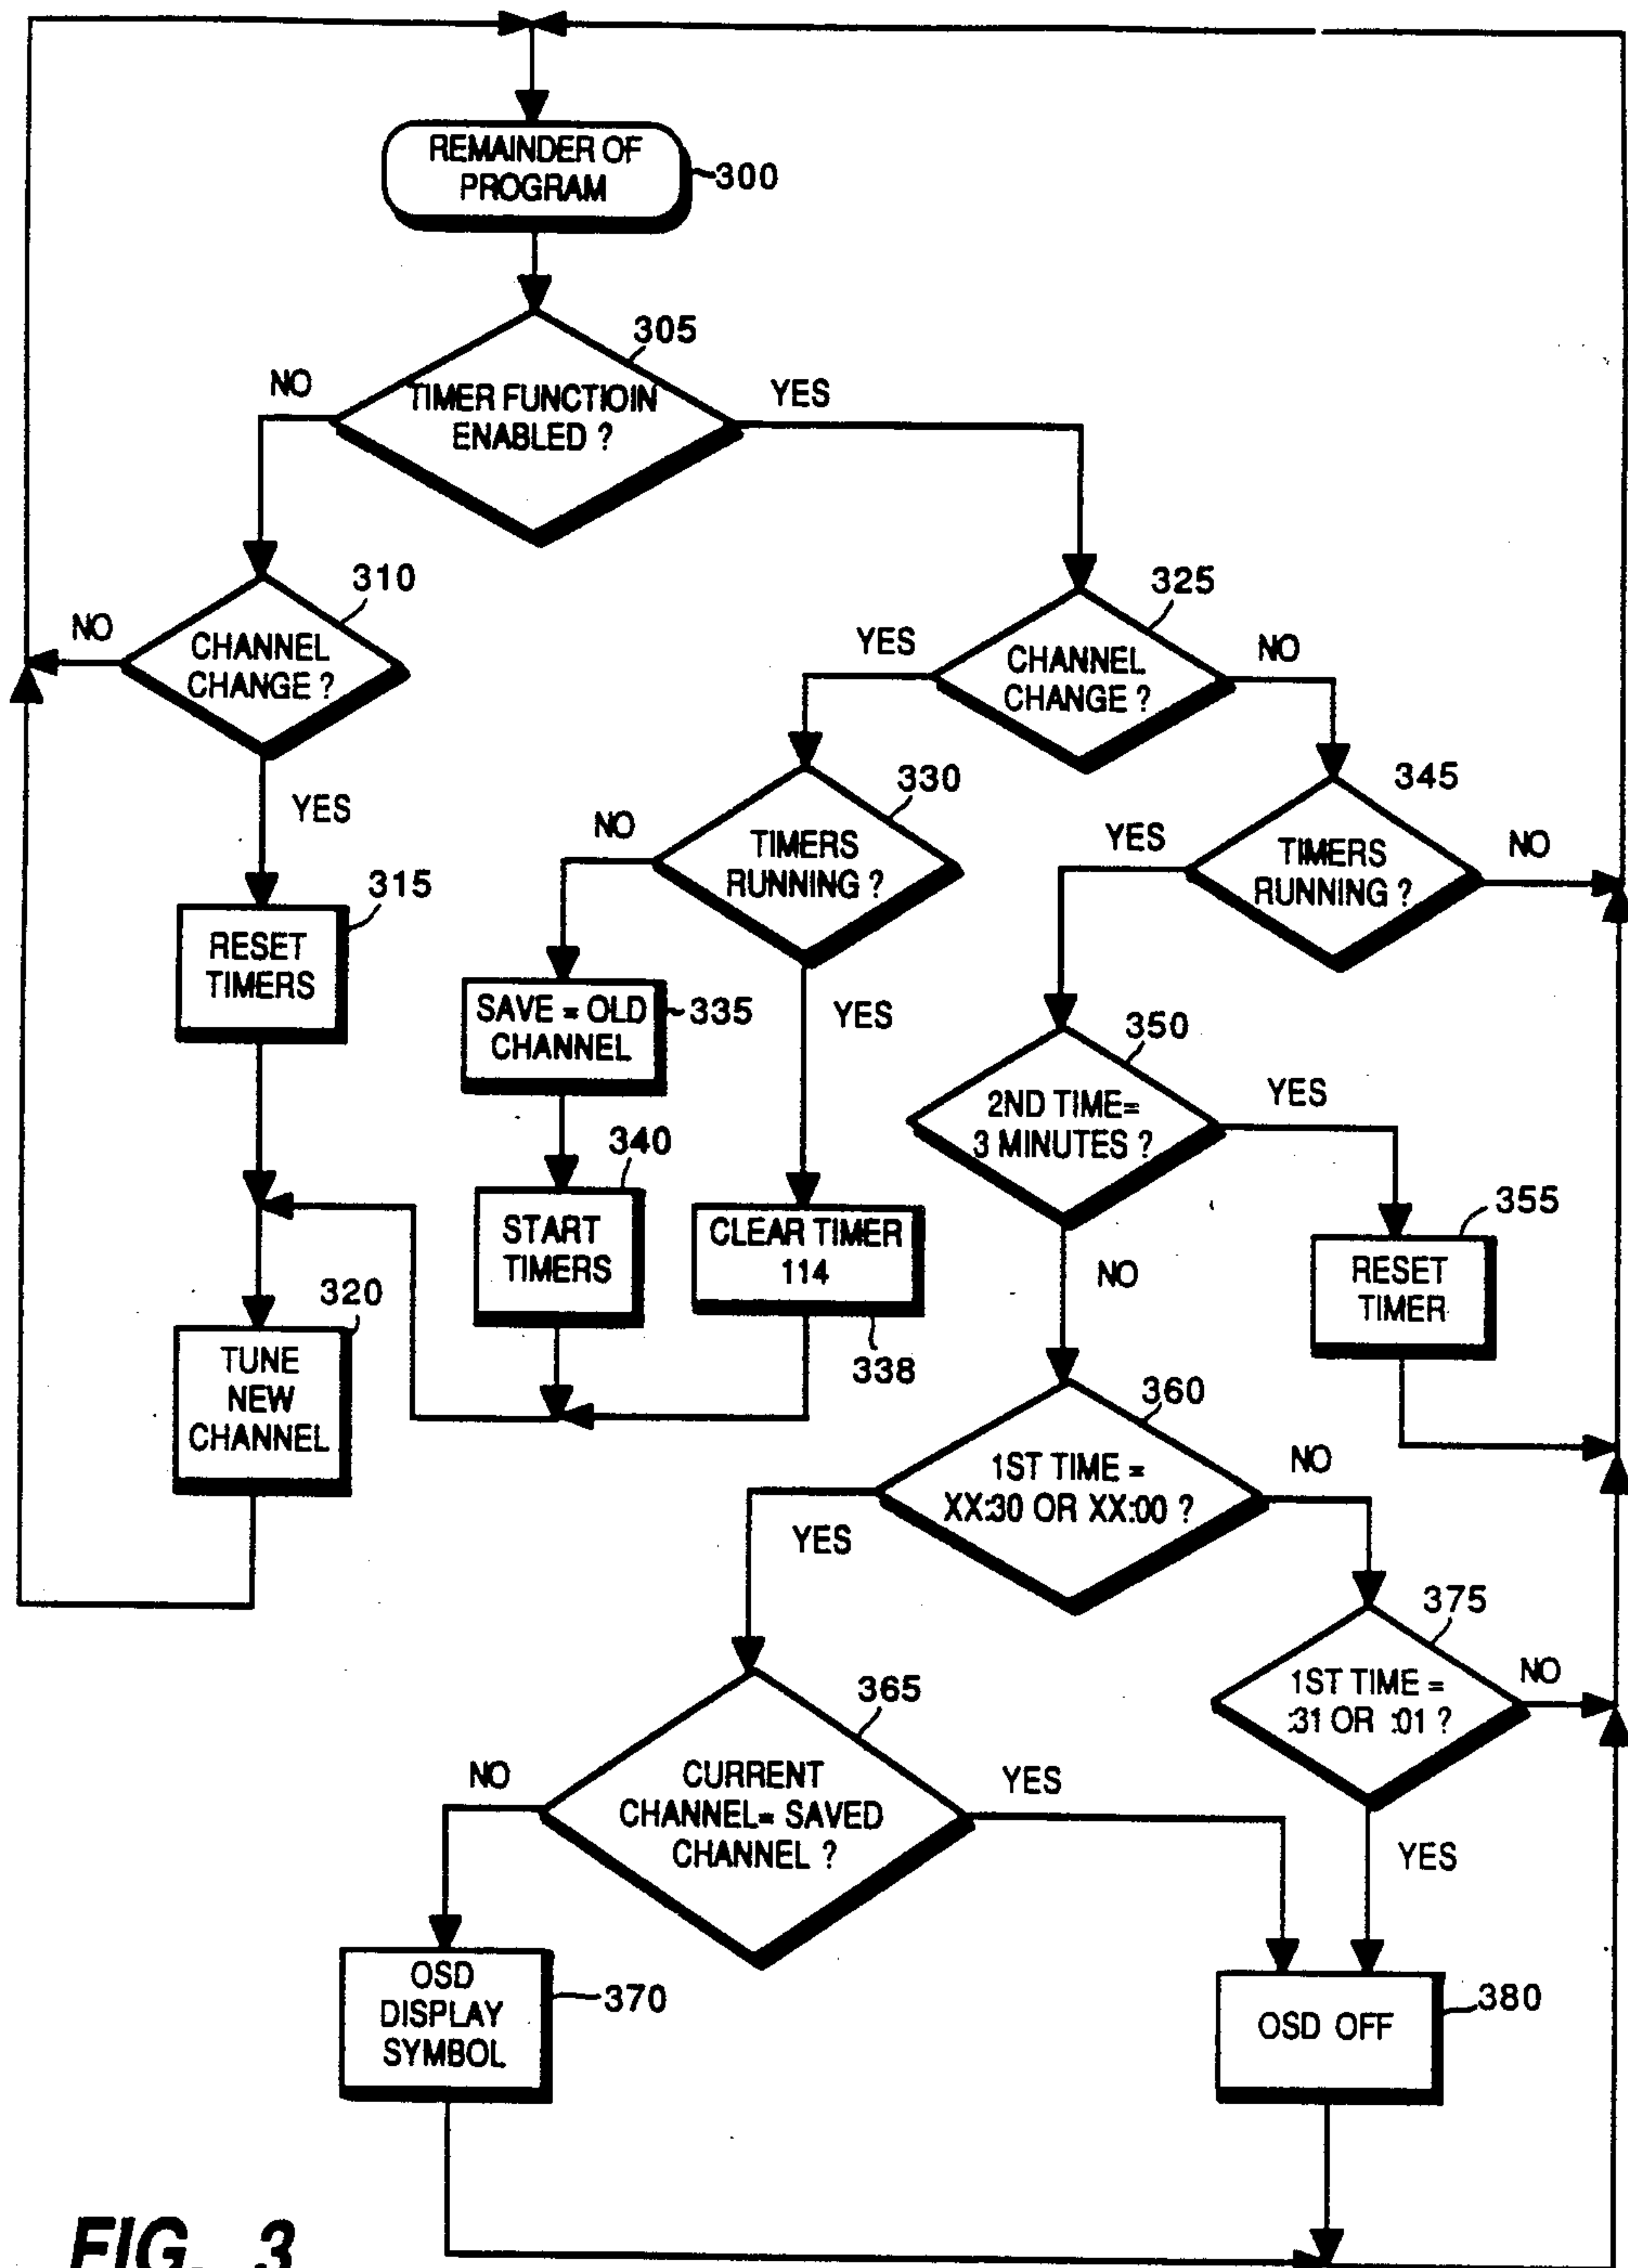 REMAINDER OF
PROGRAM
300
305
NO
TIMER FUNCTIOIN
ENABLED ?
YES
310
NO
CHANNEL
CHANGE ?
YES
325
YES
CHANNEL
CHANGE ?
NO
330
NO
TIMERS
RUNNING ?
YES
345
YES
TIMERS
RUNNING ?
NO
315
RESET
TIMERS
SAVE = OLD
CHANNEL
335
350
2ND TIME=
3 MINUTES ?
YES
NO
340
START
TIMERS
CLEAR TIMER
114
338
355
RESET
TIMER
320
TUNE
NEW
CHANNEL
360
1ST TIME =
XX:30 OR XX:00 ?
NO
YES
375
1ST TIME =
:31 OR :01 ?
NO
YES
365
NO
CURRENT
CHANNEL= SAVED
CHANNEL ?
YES
OSD
DISPLAY
SYMBOL
370
OSD OFF
380
FIG. 3